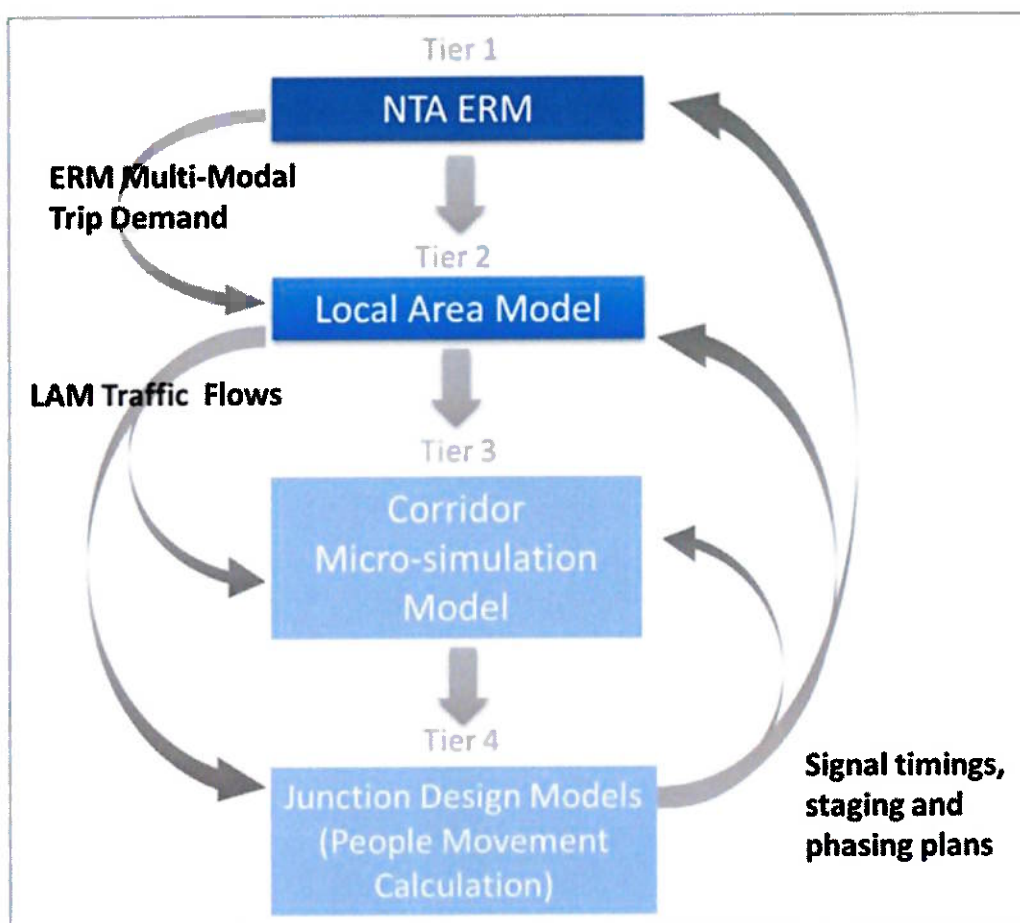 Tier 1
NTA ERM
ERM Multi-Modal
Trip Demand
Tier 2
Local Area Model
LAM Traffic Flows
Tier 3
Corridor
Micro-simulation
Model
Tier 4
Junction Design Models
(People Movement
Calculation)
Signal timings,
staging and
phasing plans